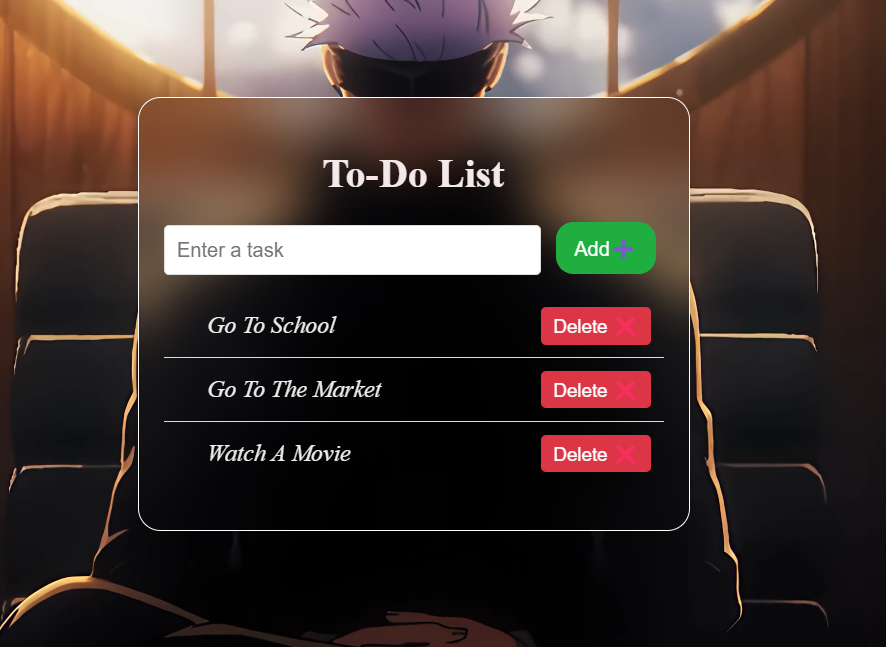 To-Do List
Enter a task
Add ➕
Go To School
Delete ❌
Go To The Market
Delete ❌
Watch A Movie
Delete ❌